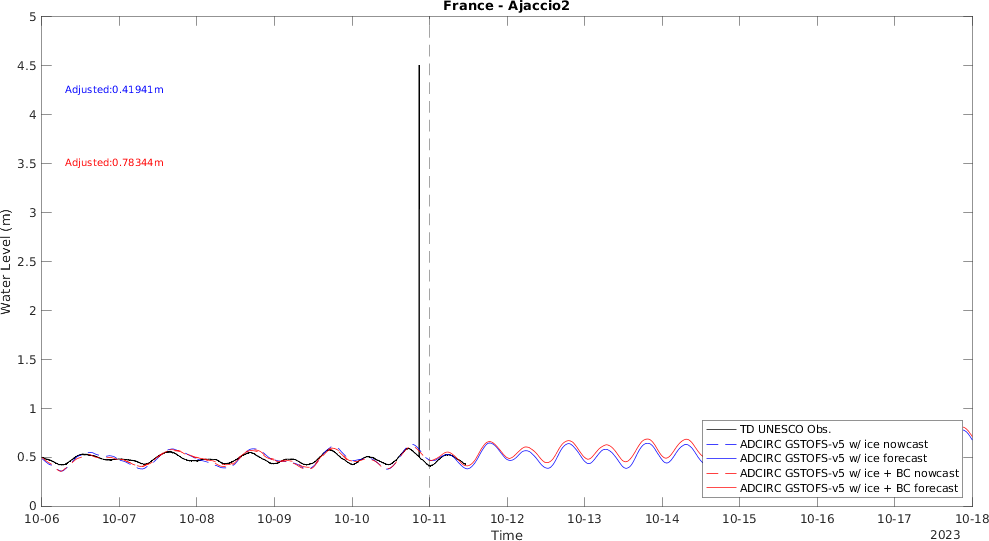 France - Ajaccio2
5
4.5
4
3.5
3
2.5
2
1.5
1
0.5
0
Water Level (m)
Adjusted:0.41941m
Adjusted:0.78344m
TD UNESCO Obs.
ADCIRC GSTOFS-v5 w/ ice nowcast
ADCIRC GSTOFS-v5 w/ ice forecast
ADCIRC GSTOFS-v5 w/ ice + BC nowcast
ADCIRC GSTOFS-v5 w/ ice + BC forecast
10-06 10-07 10-08 10-09 10-10 10-11 10-12 10-13 10-14 10-15 10-16 10-17 10-18
Time
2023